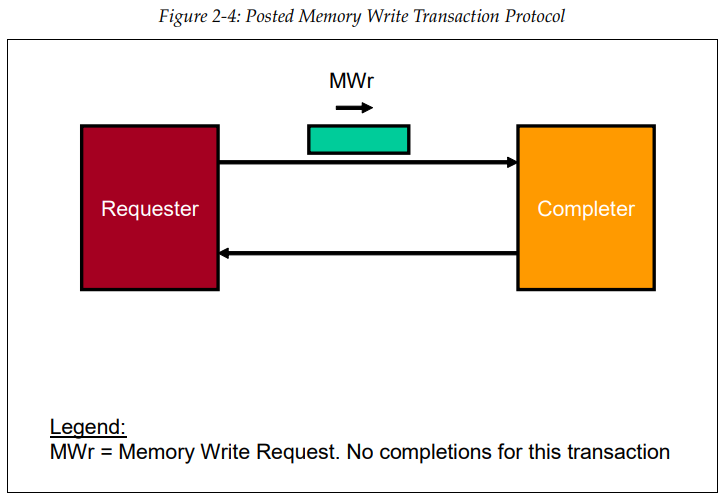 Figure 2-4: Posted Memory Write Transaction Protocol
MWr
Requester
Completer
Legend:
MWr = Memory Write Request. No completions for this transaction